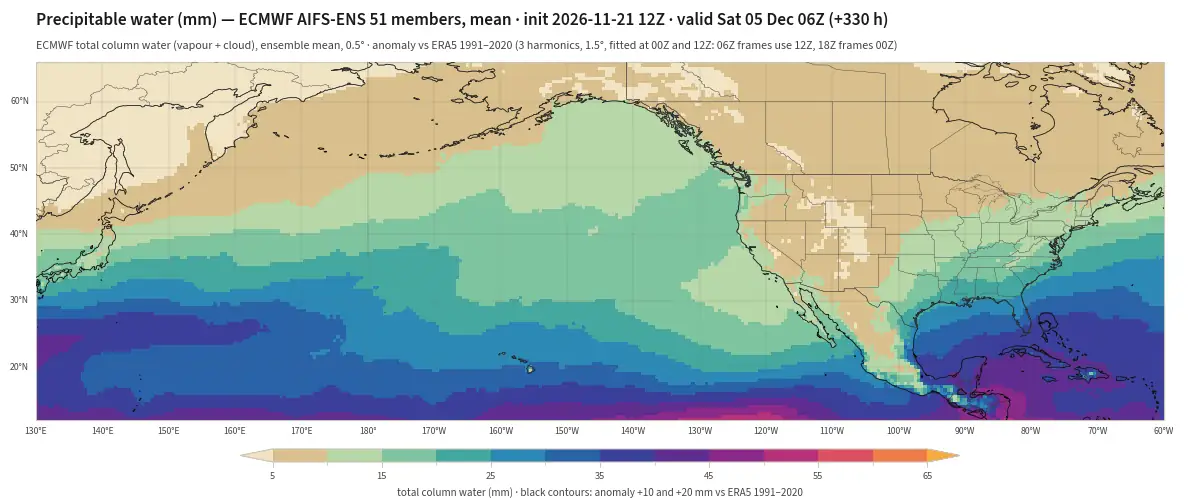 Precipitable water (mm) — ECMWF AIFS-ENS 51 members, mean · init 2026-11-21 12Z · valid Sat 05 Dec 06Z (+330 h)
ECMWF total column water (vapour + cloud), ensemble mean, 0.5° · anomaly vs ERA5 1991–2020 (3 harmonics, 1.5°, fitted at 00Z and 12Z: 06Z frames use 12Z, 18Z frames 00Z)
60°N
50°N
40°N
30°N
20°N
130°E 140°E 150°E 160°E 170°E 180° 170°W 160°W 150°W 140°W 130°W 120°W 110°W 100°W 90°W 80°W 70°W 60°W
5 15 25 35 45 55 65
total column water (mm) · black contours: anomaly +10 and +20 mm vs ERA5 1991–2020